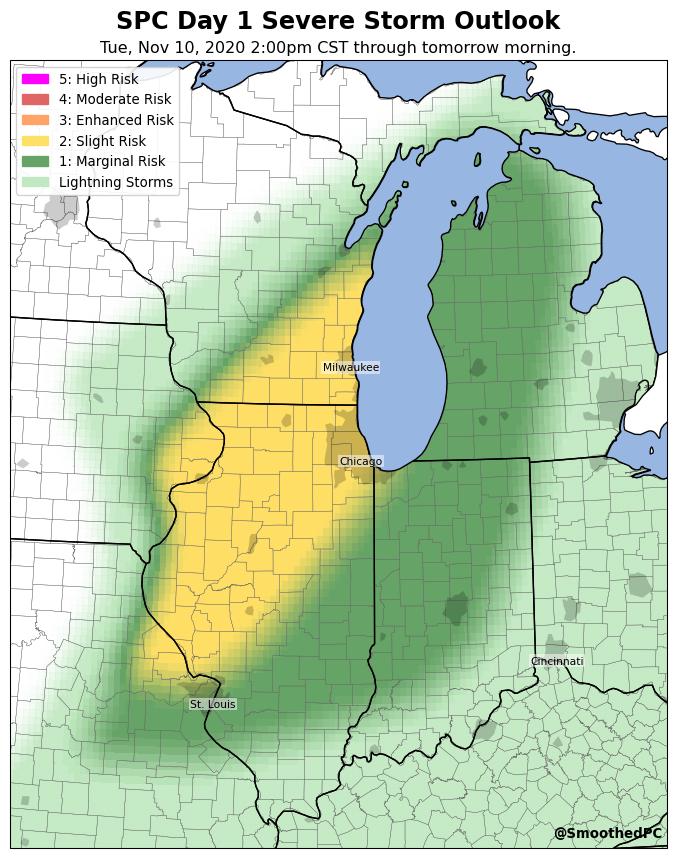 SPC Day 1 Severe Storm Outlook
Tue, Nov 10, 2020 2:00pm CST through tomorrow morning.
5: High Risk
4: Moderate Risk
3: Enhanced Risk
2: Slight Risk
1: Marginal Risk
Lightning Storms
Milwaukee
Chicago
Cincinnati
St. Louis
@SmoothedPC